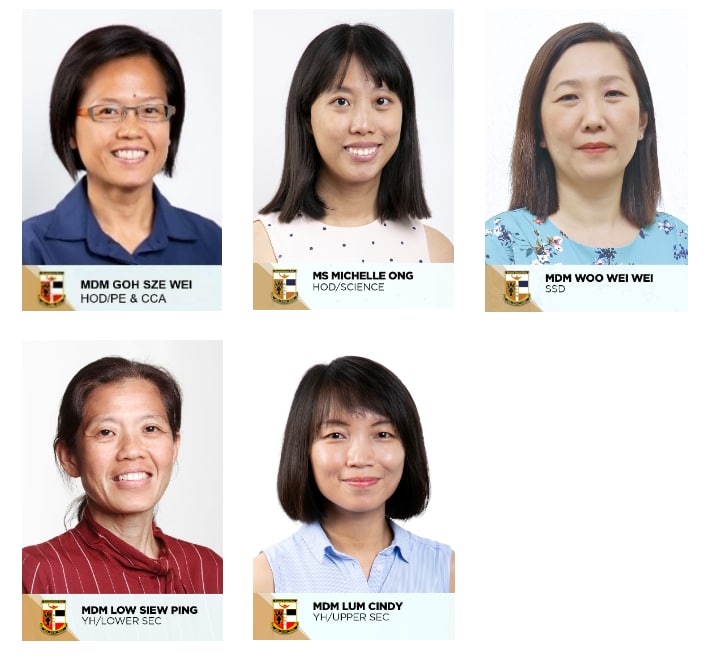 MDM GOH SZE WEI
HOD/PE & CCA
MS MICHELLE ONG
HOD/SCIENCE
MDM WOO WEI WEI
SSD
MDM LOW SIEW PING
YH/LOWER SEC
MDM LUM CINDY
YH/UPPER SEC